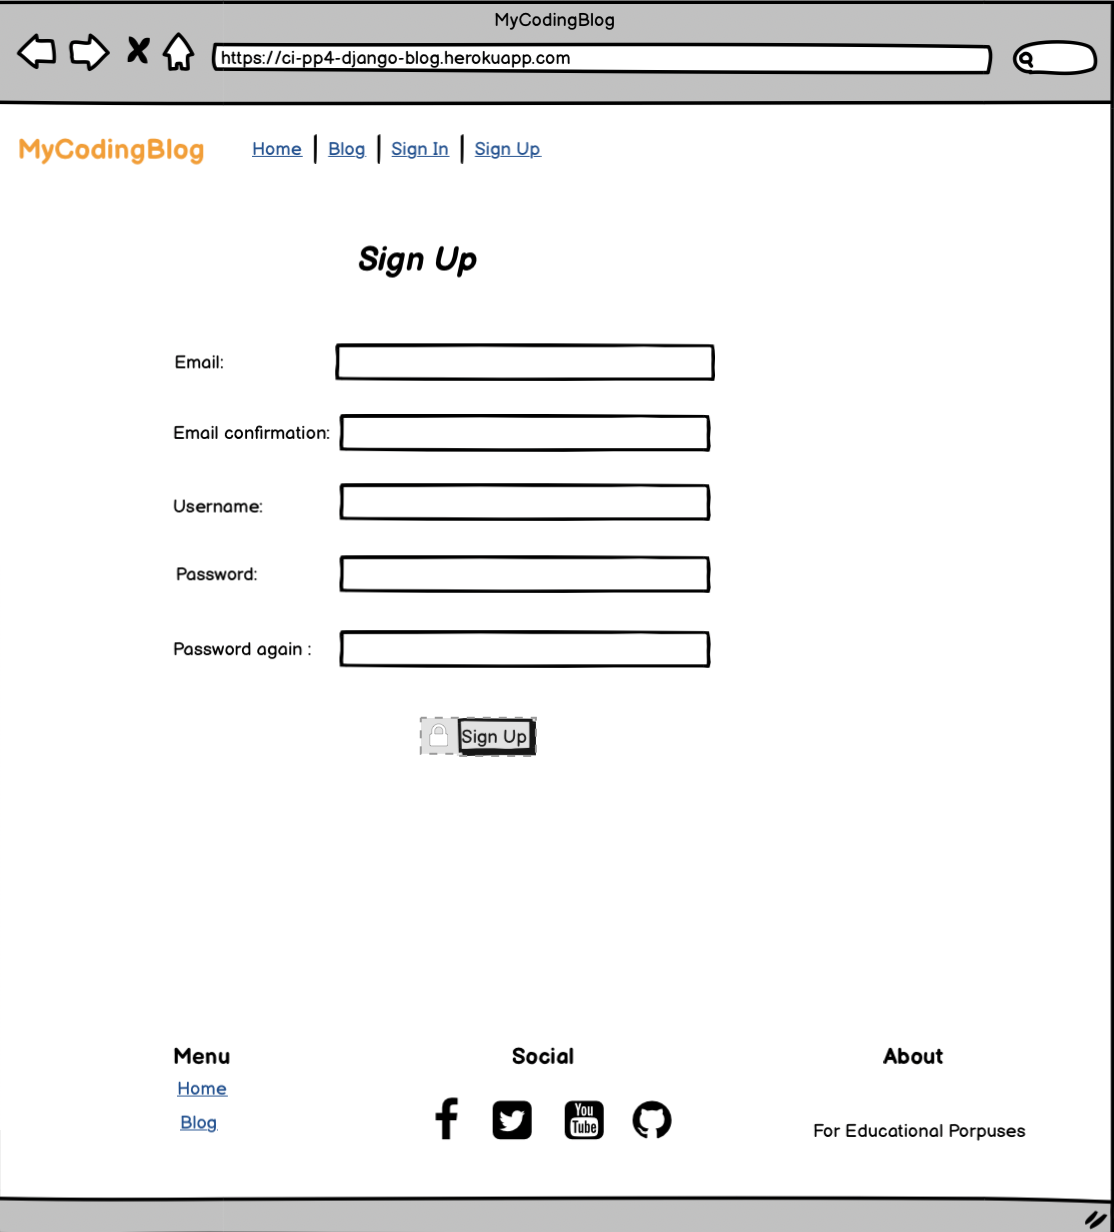 MyCodingBlog
https://ci-pp4-django-blog.herokuapp.com
MyCodingBlog Home Blog Sign In Sign Up
Sign Up
Email:
Email confirmation:
Username:
Password:
Password again :
Sign Up
Menu Social About
Home
Blog
You
Tube
For Educational Porpuses